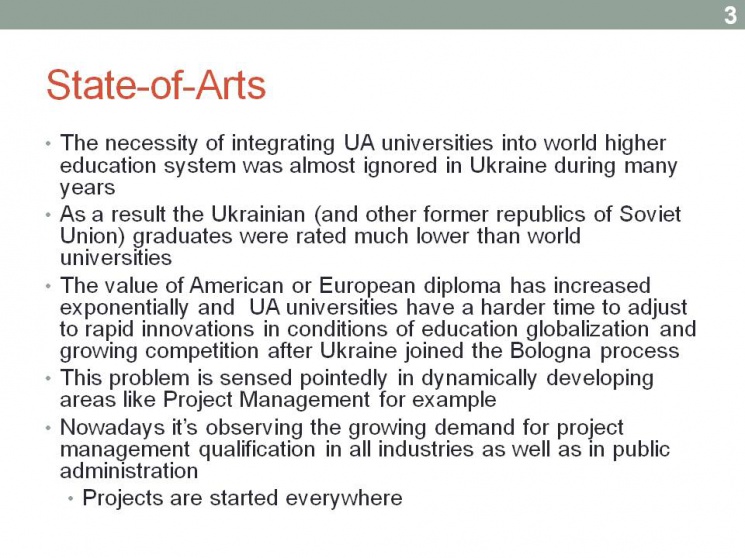 3
State-of-Arts
• The necessity of integrating UA universities into world higher
education system was almost ignored in Ukraine during many
years
• As a result the Ukrainian (and other former republics of Soviet
Union) graduates were rated much lower than world
universities
• The value of American or European diploma has increased
exponentially and UA universities have a harder time to adjust
to rapid innovations in conditions of education globalization and
growing competition after Ukraine joined the Bologna process
• This problem is sensed pointedly in dynamically developing
areas like Project Management for example
• Nowadays it's observing the growing demand for project
management qualification in all industries as well as in public
administration
• Projects are started everywhere